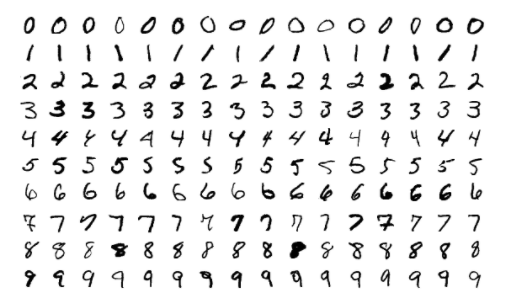 0 0 0 0 0 0 0 0 0 0 0 0 0 0 0 0
1 1 1 1 1 1 1 1 1 1 1 1 1 1 1 1
2 2 2 2 2 2 2 2 2 2 2 2 2 2 2 2
3 3 3 3 3 3 3 3 3 3 3 3 3 3 3 3
4 4 4 4 4 4 4 4 4 4 4 4 4 4 4 4
5 5 5 5 5 5 5 5 5 5 5 5 5 5 5 5
6 6 6 6 6 6 6 6 6 6 6 6 6 6 6 6
7 7 7 7 7 7 7 7 7 7 7 7 7 7 7 7
8 8 8 8 8 8 8 8 8 8 8 8 8 8 8 8
9 9 9 9 9 9 9 9 9 9 9 9 9 9 9 9